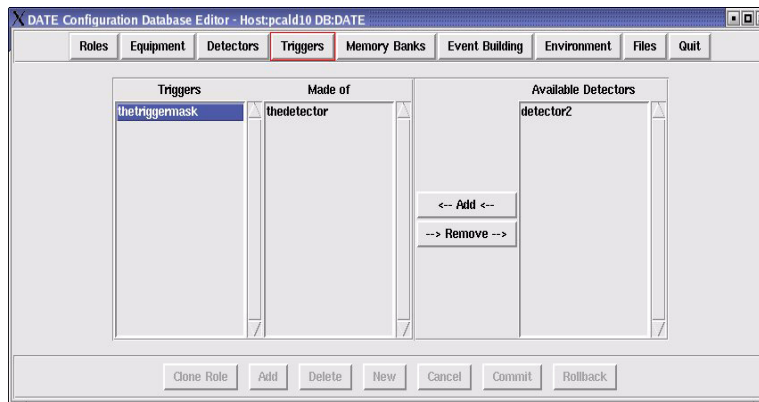 DATE Configuration Database Editor - Host:pcald10 DB:DATE
Roles Equipment Detectors Triggers Memory Banks Event Building Environment Files Quit
Triggers Made of Available Detectors
thetriggermask thedetector detector2
<-- Add <--
--> Remove -->
Clone Role Add Delete New Cancel Commit Rollback